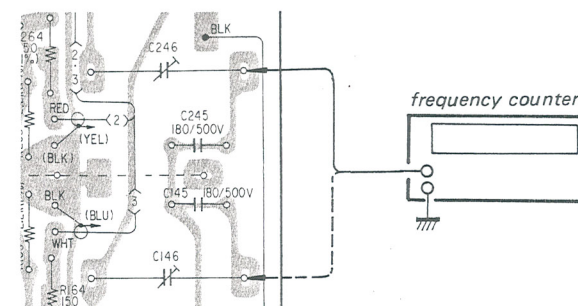 BLK
C246
264
2
3
frequency counter
RED
C245
180/500V
2
(YEL)
(BLK)
BLK
C145
180/500V
3
(BLU)
WHT
C146
R164
150